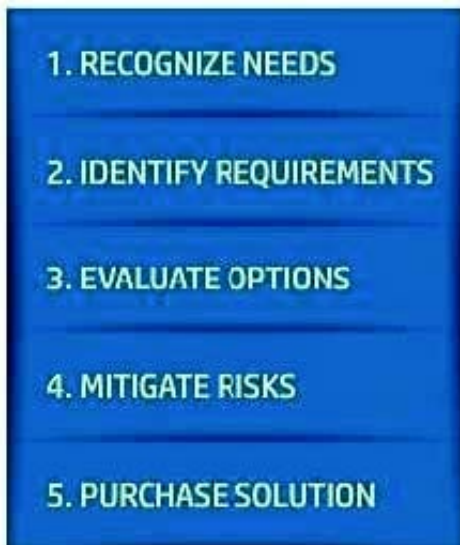 1. RECOGNIZE NEEDS
2. IDENTIFY REQUIREMENTS
3. EVALUATE OPTIONS
4. MITIGATE RISKS
5. PURCHASE SOLUTION